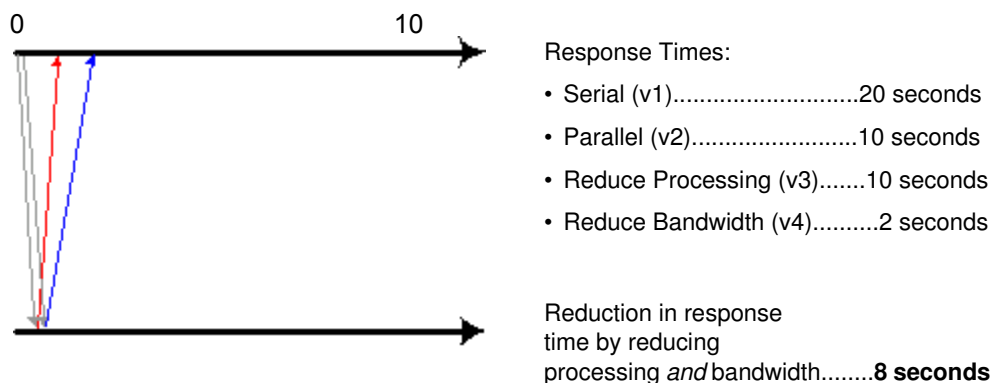 0 10
Response Times:
• Serial (v1)............................20 seconds
• Parallel (v2).........................10 seconds
• Reduce Processing (v3).......10 seconds
• Reduce Bandwidth (v4)..........2 seconds
Reduction in response
time by reducing
processing and bandwidth........8 seconds